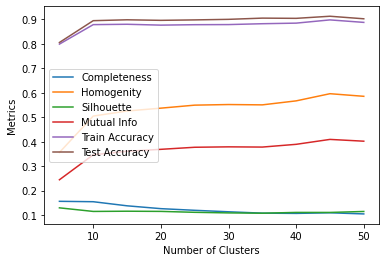 0.9
0.8
0.7
0.6
0.5
0.4
0.3
0.2
0.1
Metrics
Completeness
Homogenity
Silhouette
Mutual Info
Train Accuracy
Test Accuracy
10 20 30 40 50
Number of Clusters